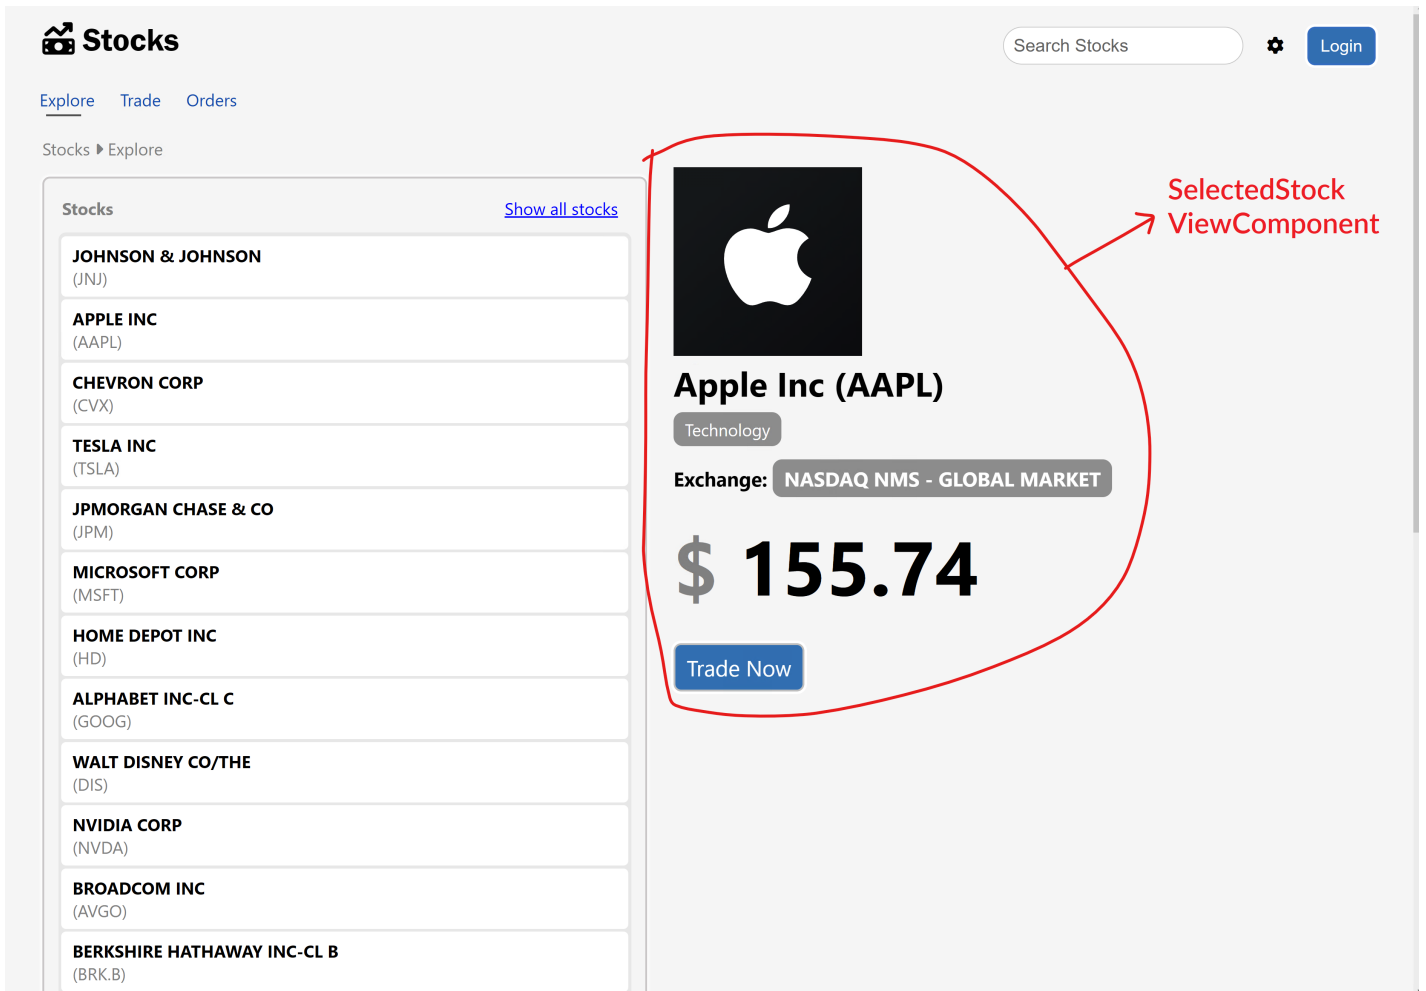 Stocks
Search Stocks
Login
Explore Trade Orders
Stocks Explore
Stocks Show all stocks
JOHNSON & JOHNSON
(JNJ)
APPLE INC
(AAPL)
CHEVRON CORP
(CVX)
TESLA INC
(TSLA)
JPMORGAN CHASE & CO
(JPM)
MICROSOFT CORP
(MSFT)
HOME DEPOT INC
(HD)
ALPHABET INC-CL C
(GOOG)
WALT DISNEY CO/THE
(DIS)
NVIDIA CORP
(NVDA)
BROADCOM INC
(AVGO)
BERKSHIRE HATHAWAY INC-CL B
(BRK.B)
Apple Inc (AAPL)
Technology
Exchange: NASDAQ NMS - GLOBAL MARKET
$ 155.74
Trade Now
SelectedStock
ViewComponent